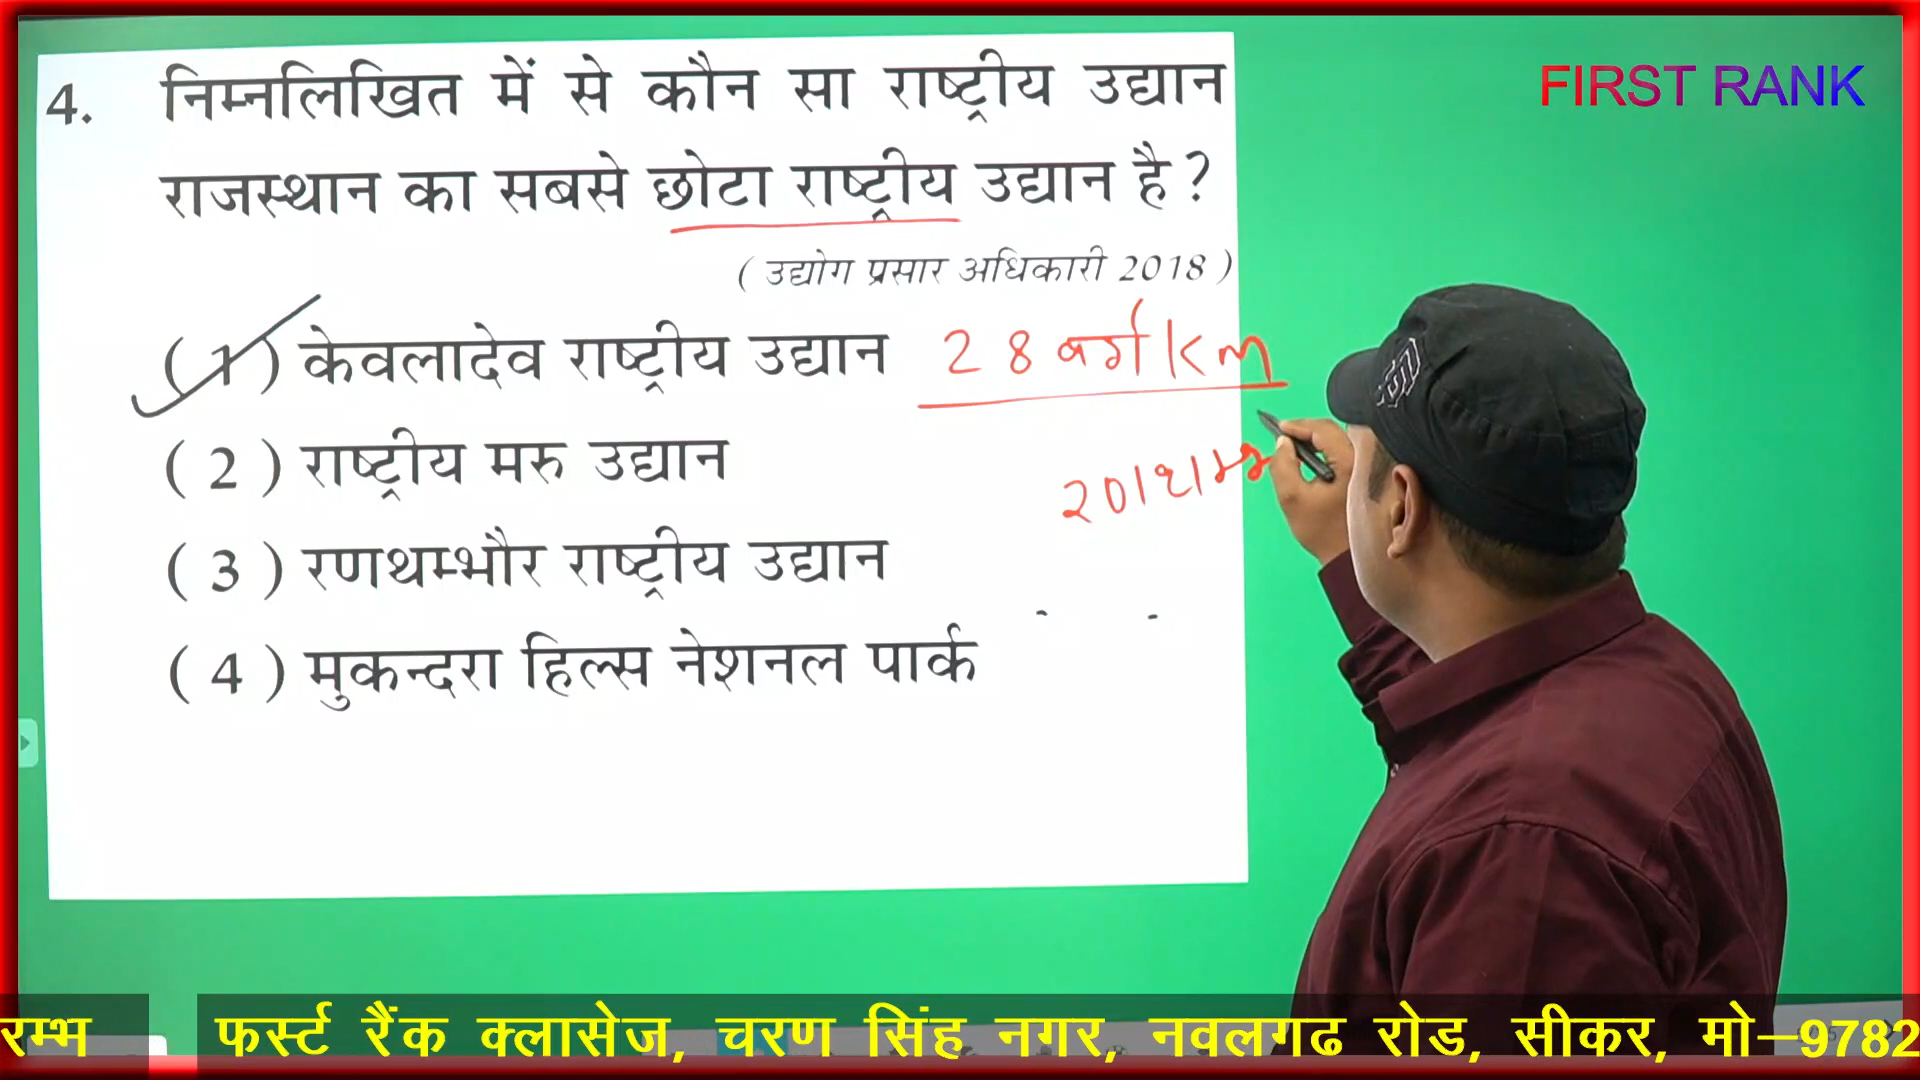 FIRST RANK
4. निम्नलिखित में से कौन सा राष्ट्रीय उद्यान
राजस्थान का सबसे छोटा राष्ट्रीय उद्यान है ?
( उद्योग प्रसार अधिकारी 2018 )
( 1 ) केवलादेव राष्ट्रीय उद्यान 28 वर्ग Km
( 2 ) राष्ट्रीय मरु उद्यान
( 3 ) रणथम्भौर राष्ट्रीय उद्यान
( 4 ) मुकन्दरा हिल्स नेशनल पार्क
रम्भ फर्स्ट रैंक क्लासेज, चरण सिंह नगर, नवलगढ रोड, सीकर, मो–9782